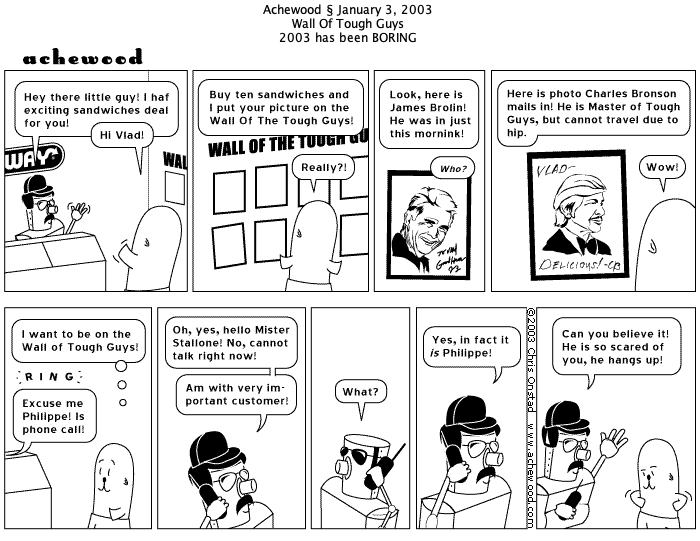 Achewood § January 3, 2003
Wall Of Tough Guys
2003 has been BORING
achewood
Hey there little guy! I haf
exciting sandwiches deal
for you!
Hi Vlad!
WAY
WAL
Buy ten sandwiches and
I put your picture on the
Wall Of The Tough Guys!
WALL OF THE TOUGH GU
Really?!
Look, here is
James Brolin!
He was in just
this mornink!
Who?
Here is photo Charles Bronson
mails in! He is Master of Tough
Guys, but cannot travel due to
hip.
VLAD-
DELICIOUS!-CB
Wow!
I want to be on the
Wall of Tough Guys!
RING
Excuse me
Philippe! Is
phone call!
Oh, yes, hello Mister
Stallone! No, cannot
talk right now!
Am with very im-
portant customer!
What?
Yes, in fact it
is Philippe!
©2003 Chris Onstad www.achewood.com
Can you believe it!
He is so scared of
you, he hangs up!